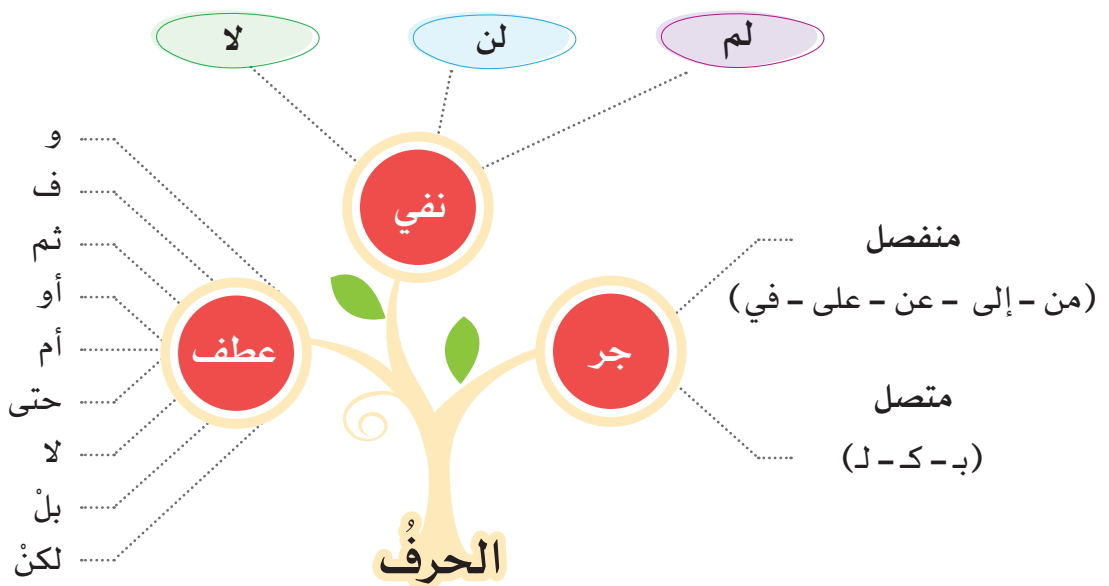 لم
لن
لا
نفي
جر
منفصل
(من – إلى – عن – على – في)
متصل
(بـ – كـ – لـ)
عطف
و
ف
ثم
أو
أم
حتى
لا
بلْ
لكنْ
الحرفُ